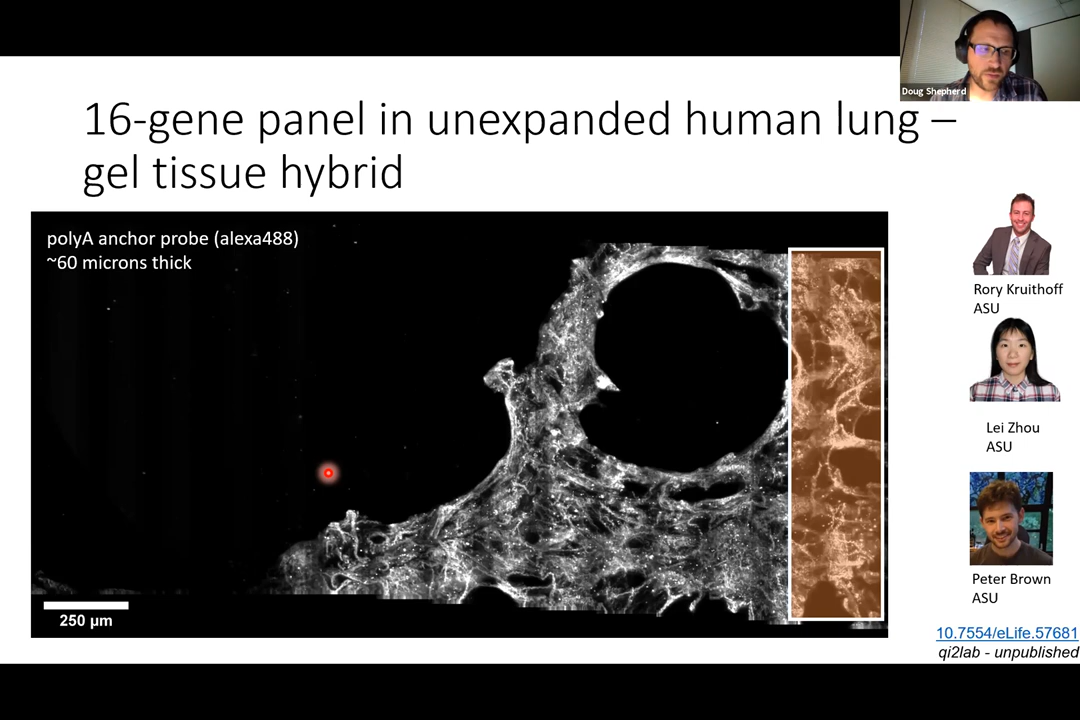 Doug Shepherd
16-gene panel in unexpanded human lung –
gel tissue hybrid
polyA anchor probe (alexa488)
~60 microns thick
250 µm
Rory Kruithoff
ASU
Lei Zhou
ASU
Peter Brown
ASU
10.7554/eLife.57681
qi2lab - unpublished